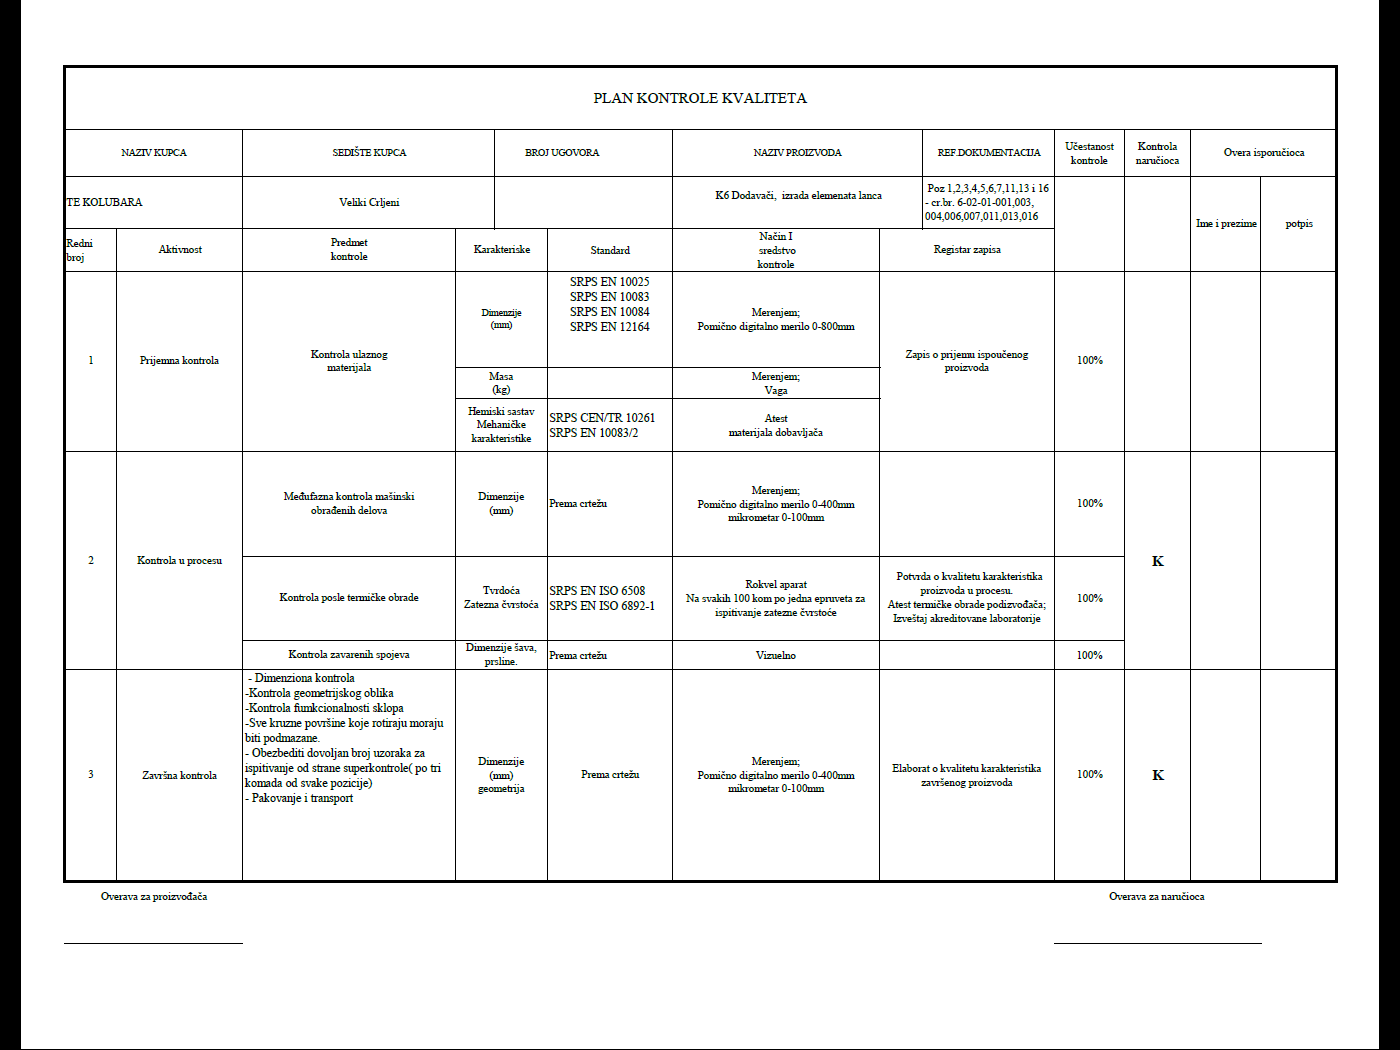 PLAN KONTROLE KVALITETA
NAZIV KUPCA
SEDIŠTE KUPCA
BROJ UGOVORA
NAZIV PROIZVODA
REF.DOKUMENTACIJA
Učestanost
kontrole
Kontrola
naručioca
Overa isporučioca
TE KOLUBARA
Veliki Crljeni
K6 Dodavači,  izrada elemenata lanca
Poz 1,2,3,4,5,6,7,11,13 i 16
- cr.br. 6-02-01-001,003,
004,006,007,011,013,016
Ime i prezime
potpis
Redni
broj
Aktivnost
Predmet
kontrole
Karakteriske
Standard
Način I
sredstvo
kontrole
Registar zapisa
1
Prijemna kontrola
Kontrola ulaznog
materijala
Dimenzije
(mm)
SRPS EN 10025
SRPS EN 10083
SRPS EN 10084
SRPS EN 12164
Merenjem;
Pomično digitalno merilo 0-800mm
Zapis o prijemu ispoučenog
proizvoda
100%
Masa
(kg)
Merenjem;
Vaga
Hemiski sastav
Mehaničke
karakteristike
SRPS CEN/TR 10261
SRPS EN 10083/2
Atest
materijala dobavljača
2
Kontrola u procesu
Međufazna kontrola mašinski
obrađenih delova
Dimenzije
(mm)
Prema crtežu
Merenjem;
Pomično digitalno merilo 0-400mm
mikrometar 0-100mm
100%
K
Kontrola posle termičke obrade
Tvrdoća
Zatezna čvrstoća
SRPS EN ISO 6508
SRPS EN ISO 6892-1
Rokvel aparat
Na svakih 100 kom po jedna epruveta za
ispitivanje zatezne čvrstoće
Potvrda o kvalitetu karakteristika
proizvoda u procesu.
Atest termičke obrade podizvođača;
Izveštaj akreditovane laboratorije
100%
Kontrola zavarenih spojeva
Dimenzije šava,
prsline.
Prema crtežu
Vizuelno
100%
3
Završna kontrola
- Dimenziona kontrola
-Kontrola geometrijskog oblika
-Kontrola fumkcionalnosti sklopa
-Sve kruzne površine koje rotiraju moraju
biti podmazane.
- Obezbediti dovoljan broj uzoraka za
ispitivanje od strane superkontrole( po tri
komada od svake pozicije)
- Pakovanje i transport
Dimenzije
(mm)
geometrija
Prema crtežu
Merenjem;
Pomično digitalno merilo 0-400mm
mikrometar 0-100mm
Elaborat o kvalitetu karakteristika
završenog proizvoda
100%
K
Overava za proizvođača
Overava za naručioca